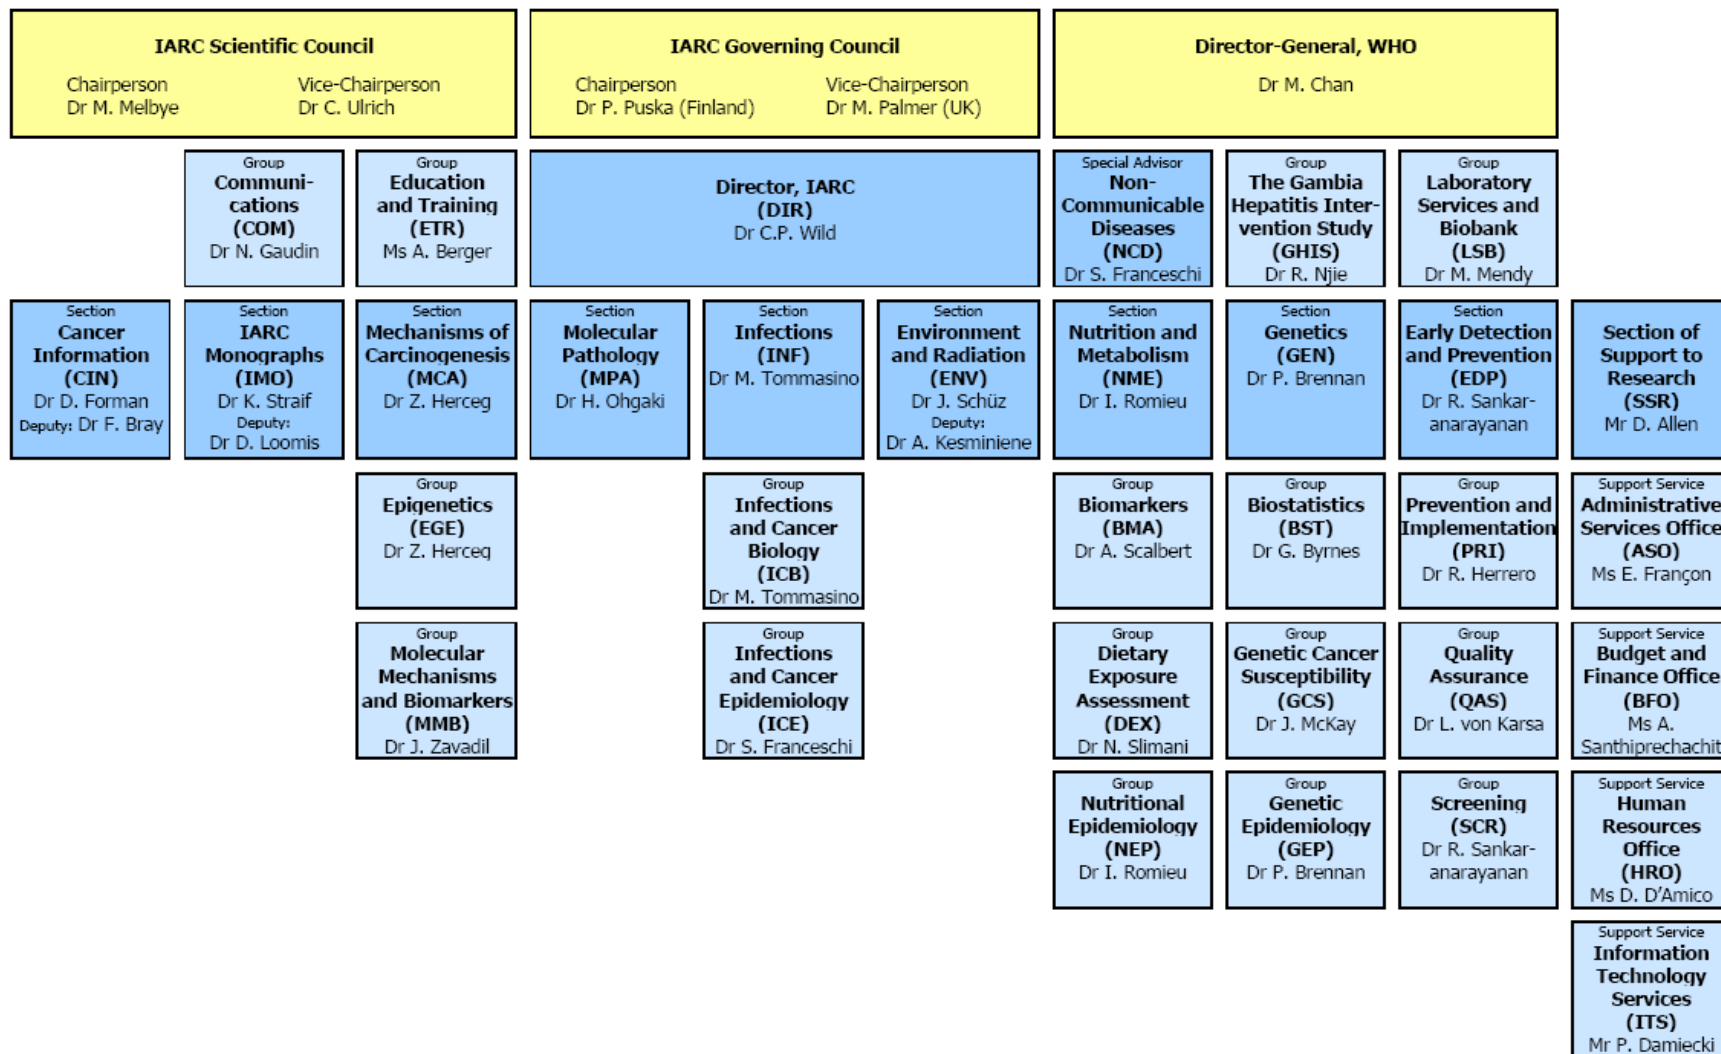 IARC Scientific Council
Chairperson
Dr M. Melbye
Vice-Chairperson
Dr C. Ulrich
IARC Governing Council
Chairperson
Dr P. Puska (Finland)
Vice-Chairperson
Dr M. Palmer (UK)
Director-General, WHO
Dr M. Chan
Group
Communi-
cations
(COM)
Dr N. Gaudin
Group
Education
and Training
(ETR)
Ms A. Berger
Director, IARC
(DIR)
Dr C.P. Wild
Special Advisor
Non-
Communicable
Diseases
(NCD)
Dr S. Franceschi
Group
The Gambia
Hepatitis Inter-
vention Study
(GHIS)
Dr R. Njie
Group
Laboratory
Services and
Biobank
(LSB)
Dr M. Mendy
Section
Cancer
Information
(CIN)
Dr D. Forman
Deputy: Dr F. Bray
Section
IARC
Monographs
(IMO)
Dr K. Straif
Deputy:
Dr D. Loomis
Section
Mechanisms of
Carcinogenesis
(MCA)
Dr Z. Herceg
Section
Molecular
Pathology
(MPA)
Dr H. Ohgaki
Section
Infections
(INF)
Dr M. Tommasino
Section
Environment
and Radiation
(ENV)
Dr J. Schüz
Deputy:
Dr A. Kesminiene
Section
Nutrition and
Metabolism
(NME)
Dr I. Romieu
Section
Genetics
(GEN)
Dr P. Brennan
Section
Early Detection
and Prevention
(EDP)
Dr R. Sankar-
anarayanan
Section of
Support to
Research
(SSR)
Mr D. Allen
Group
Epigenetics
(EGE)
Dr Z. Herceg
Group
Infections
and Cancer
Biology
(ICB)
Dr M. Tommasino
Group
Biomarkers
(BMA)
Dr A. Scalbert
Group
Biostatistics
(BST)
Dr G. Byrnes
Group
Prevention and
Implementation
(PRI)
Dr R. Herrero
Support Service
Administrative
Services Office
(ASO)
Ms E. Françon
Group
Molecular
Mechanisms
and Biomarkers
(MMB)
Dr J. Zavadil
Group
Infections
and Cancer
Epidemiology
(ICE)
Dr S. Franceschi
Group
Dietary
Exposure
Assessment
(DEX)
Dr N. Slimani
Group
Genetic Cancer
Susceptibility
(GCS)
Dr J. McKay
Group
Quality
Assurance
(QAS)
Dr L. von Karsa
Support Service
Budget and
Finance Office
(BFO)
Ms A.
Santhiprechachit
Group
Nutritional
Epidemiology
(NEP)
Dr I. Romieu
Group
Genetic
Epidemiology
(GEP)
Dr P. Brennan
Group
Screening
(SCR)
Dr R. Sankar-
anarayanan
Support Service
Human
Resources
Office
(HRO)
Ms D. D'Amico
Support Service
Information
Technology
Services
(ITS)
Mr P. Damiecki